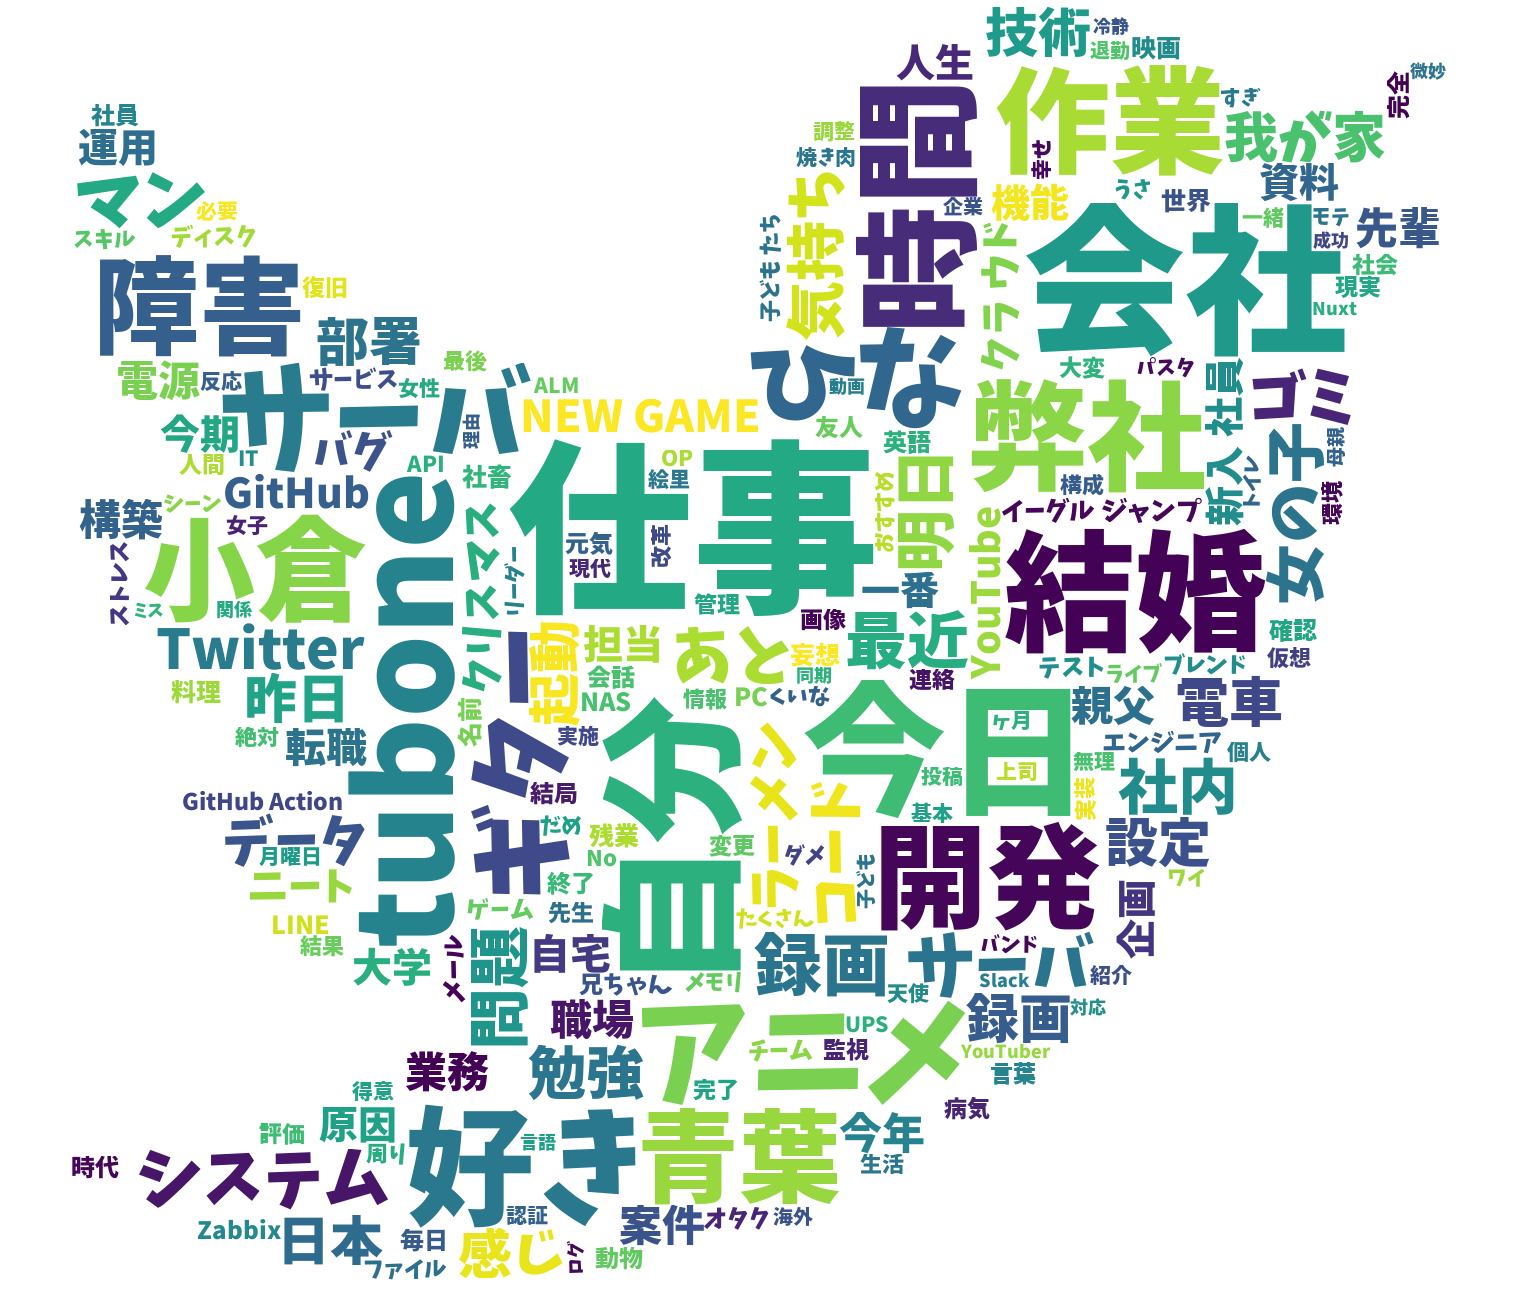 技術
冷静
退勤
映画
人生
微妙
完全
作業
すぎ
我が家
社員
運用
調整
焼き肉
時間
幸せ
資料
マン
必要
気持ち
企業
機能
うさ
世界
一緒
モテ
先輩
スキル
ディスク
子どもたち
クラウド
会社
成功
社会
障害
復旧
現実
Nuxt
部署
ひな
電源
反応
サーバ
サービス
最後
女性
ALM
動画
大変
パスタ
新入社員
ゴミ
NEW GAME
今期
バグ
理由
友人
英語
弊社
女の子
母親
人間
IT
API
社畜
OP
絵里
仕事
おすすめ
明日
構成
トイレ
環境
GitHub
構築
シーン
女子
tubone
クリスマス
元気
改革
現代
YouTube
イーグル ジャンプ
結婚
ストレス
小倉
リーダー
一番
ミス
関係
管理
画像
最近
確認
Twitter
起動
担当
あと
妄想
仮想
テスト
ライブ
ブレンド
料理
昨日
名前
会話
NAS
情報
PC
くいな
同期
連絡
今日
ヶ月
親父
電車
絶対
転職
ギター
実施
自分
ラーメン
コード
エンジニア
個人
投稿
上司
無理
社内
GitHub Action
結局
実装
データ
月曜日
だめ
残業
No
変更
ダメ
子ども
基本
開発
設定
ニート
終了
ワイ
LINE
ゲーム
先生
たくさん
企画
結果
大学
メール
問題
自宅
録画
サーバ
バンド
兄ちゃん
メモリ
天使
Slack
紹介
職場
アニメ
UPS
録画
対応
業務
勉強
チーム
監視
YouTuber
言葉
得意
完了
病気
評価
原因
周り
好き
言語
青葉
今年
生活
時代
システム
Zabbix
日本
毎日
ファイル
認証
感じ
ログ
動物
案件
オタク
海外